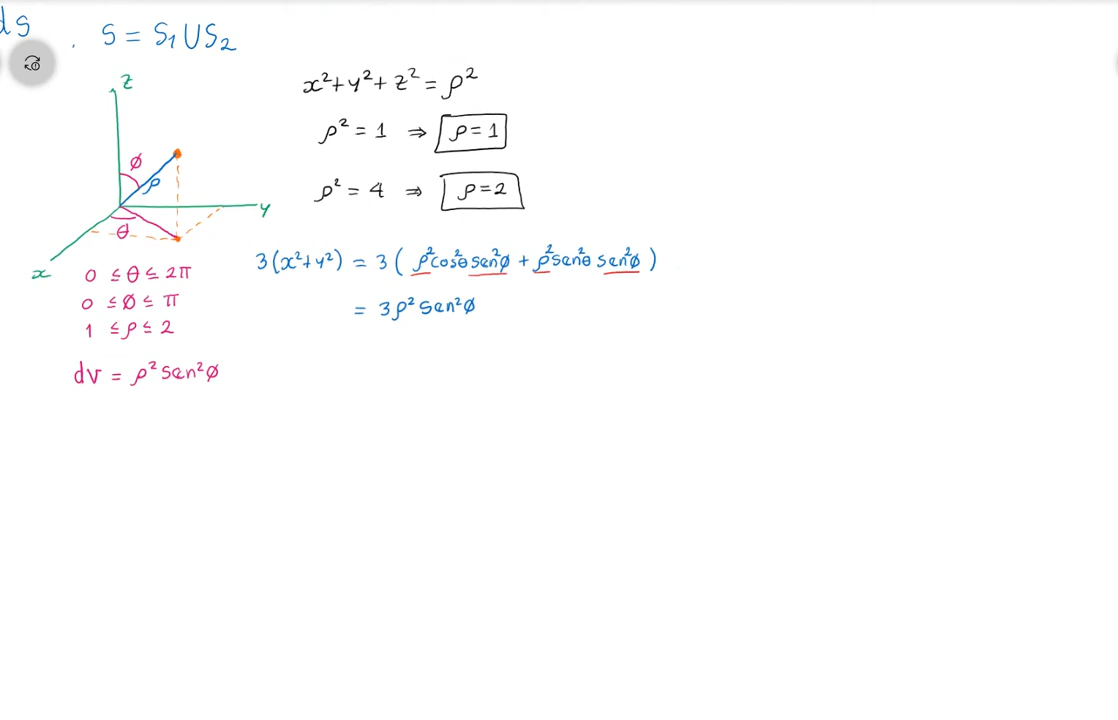 ds
. S = S₁ U S₂
z
x²+y²+z² = ρ²
ρ² = 1 ⇒ ρ = 1
ϕ
ρ
ρ² = 4 ⇒ ρ = 2
y
θ
x
3(x²+y²) = 3 ( ρ²cos²θ sen²ϕ + ρ²sen²θ sen²ϕ )
0 ≤ θ ≤ 2π
0 ≤ ϕ ≤ π
= 3ρ² sen²ϕ
1 ≤ ρ ≤ 2
dv = ρ² sen²ϕ